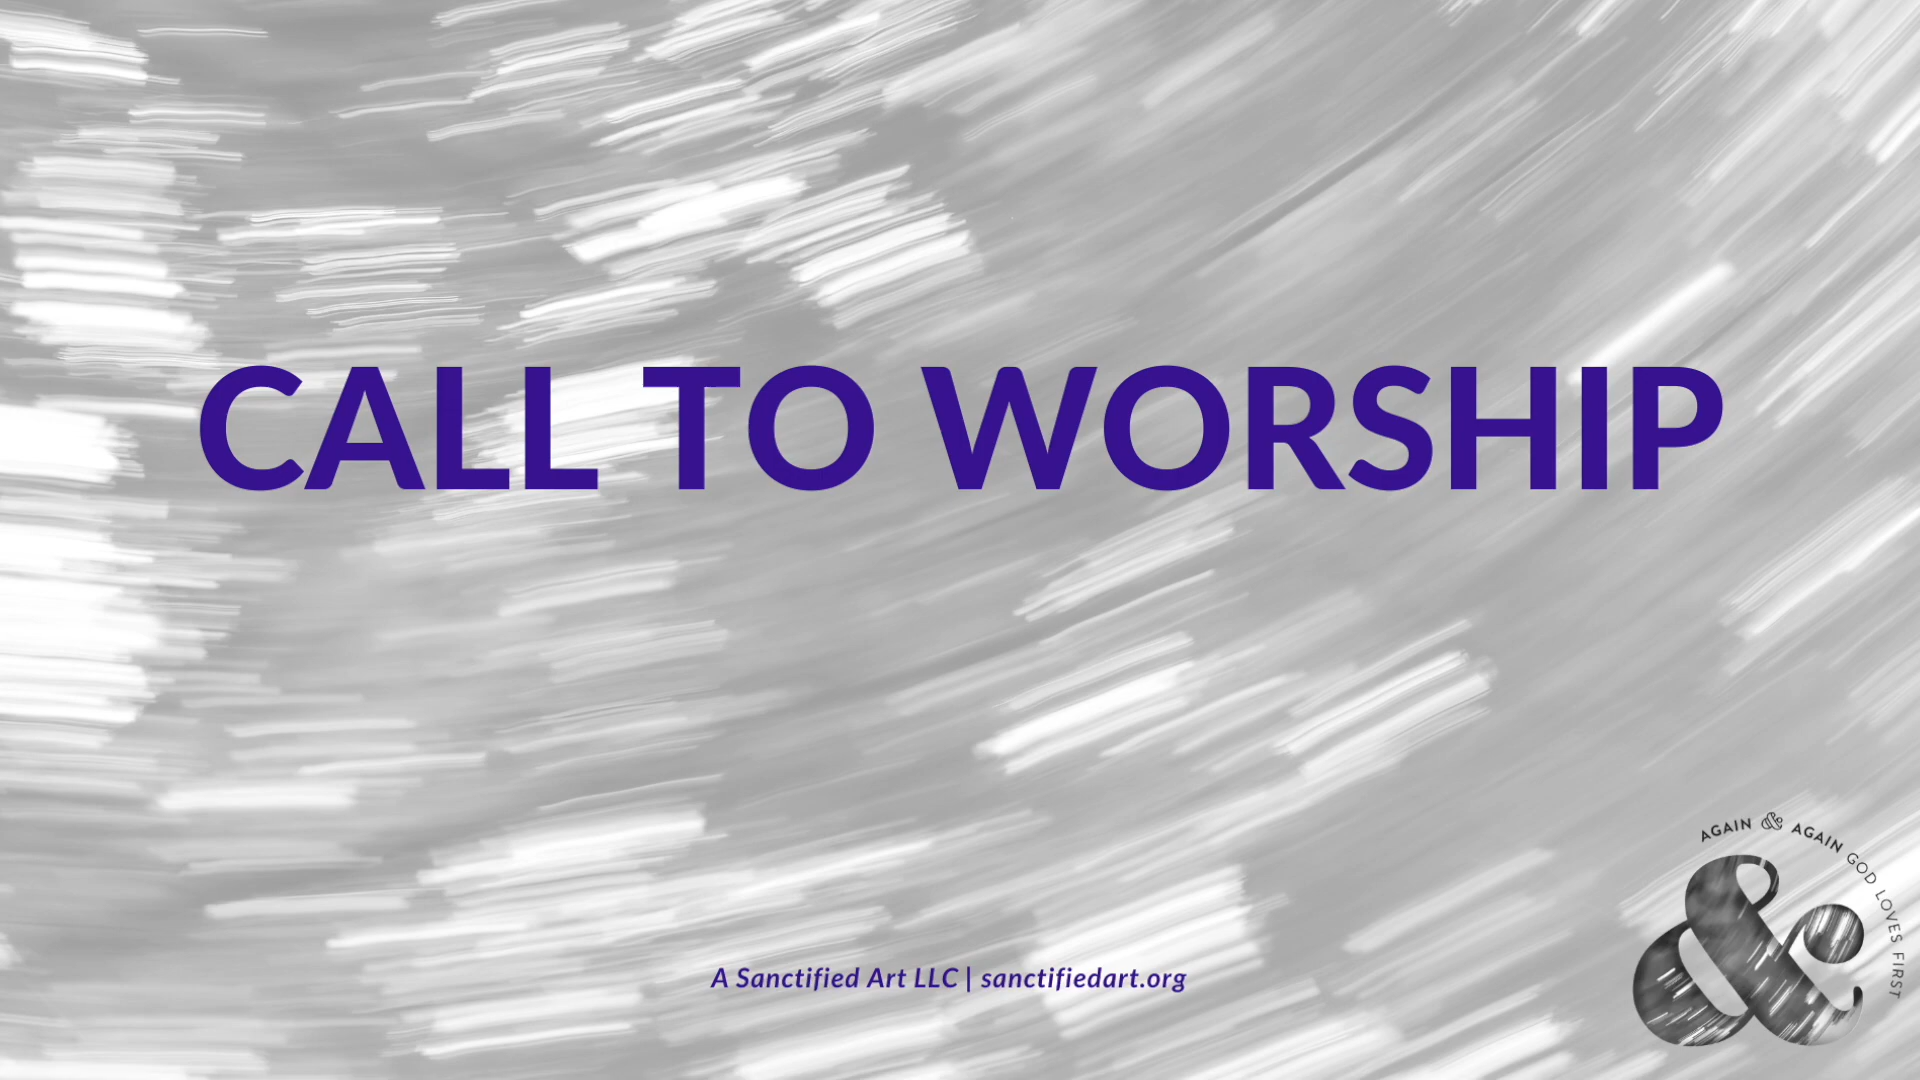 CALL TO WORSHIP
A Sanctified Art LLC | sanctifiedart.org
AGAIN & AGAIN GOD LOVES FIRST
&